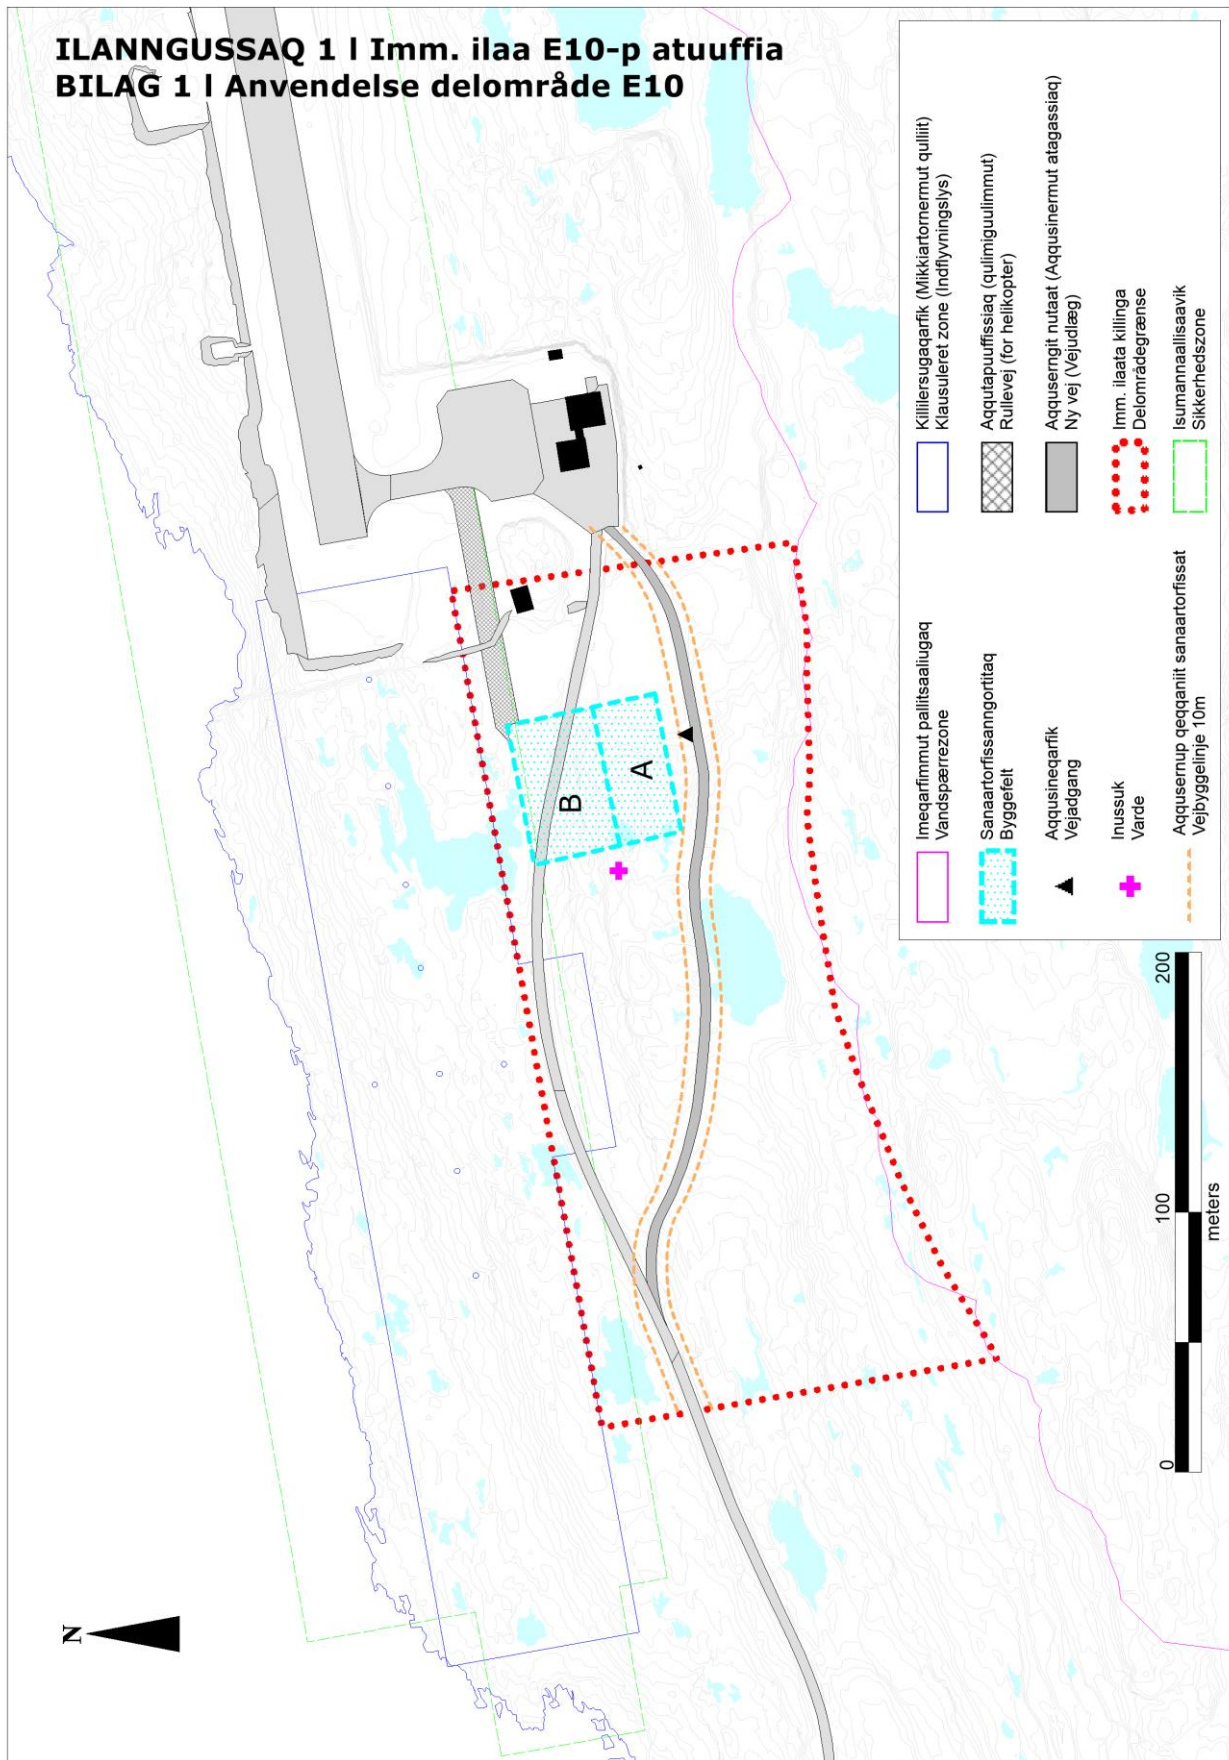 ILANNGUSSAQ 1 l Imm. ilaa E10-p atuuffia
BILAG 1 l Anvendelse delområde E10
N
B
A
Imeqarfimmut pallitsaaliugaq
Vandspærrezone
Sanaartorfissanngortitaq
Byggefelt
Aqqusineqarfik
Vejadgang
Inussuk
Varde
Aqqusernup qeqqaniit sanaartorfissat
Vejbyggelinje 10m
Killilersugaqarfik (Mikkiartornermut qulliit)
Klausuleret zone (Indflyvningslys)
Aqqutapuuffissiaq (qulimiguulimmut)
Rullevej (for helikopter)
Aqquserngit nutaat (Aqqusinermut atagassiaq)
Ny vej (Vejudlæg)
Imm. ilaata killinga
Delområdegrænse
Isumannaallisaavik
Sikkerhedszone
0
100
200
meters